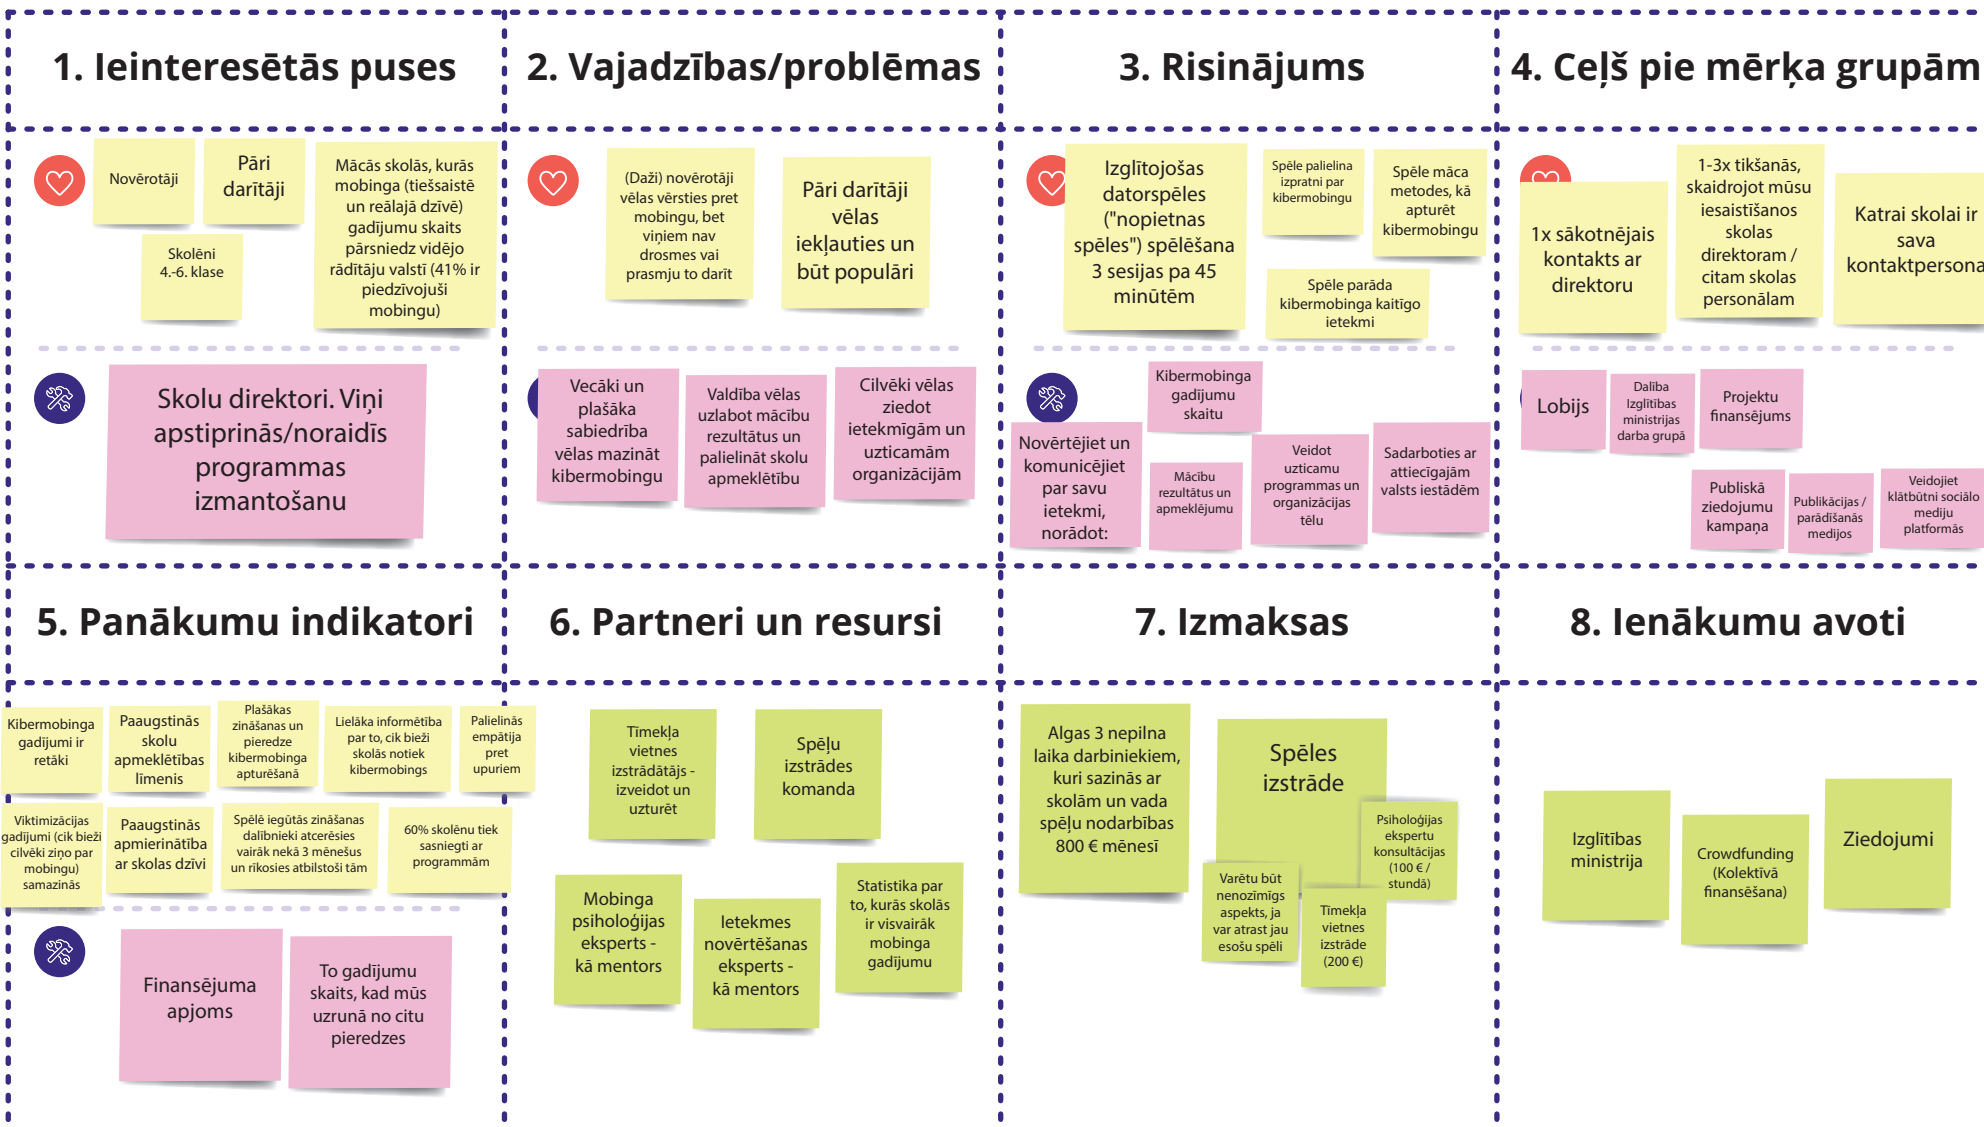 1. Ieinteresētās puses
Novērotāji
Pāri
darītāji
Mācās skolās, kurās
mobinga (tiešsaistē
un reālajā dzīvē)
gadījumu skaits
pārsniedz vidējo
rādītāju valstī (41% ir
piedzīvojuši
mobingu)
Skolēni
4.-6. klase
Skolu direktori. Viņi
apstiprinās/noraidīs
programmas
izmantošanu
2. Vajadzības/problēmas
(Daži) novērotāji
vēlas vērsties pret
mobingu, bet
viņiem nav
drosmes vai
prasmju to darīt
Pāri darītāji
vēlas
iekļauties un
būt populāri
Vecāki un
plašāka
sabiedrība
vēlas mazināt
kibermobingu
Valdība vēlas
uzlabot mācību
rezultātus un
palielināt skolu
apmeklētību
Cilvēki vēlas
ziedot
ietekmīgām un
uzticamām
organizācijām
3. Risinājums
Izglītojošas
datorspēles
("nopietnas
spēles") spēlēšana
3 sesijas pa 45
minūtēm
Spēle palielina
izpratni par
kibermobingu
Spēle māca
metodes, kā
apturēt
kibermobingu
Spēle parāda
kibermobinga kaitīgo
ietekmi
Kibermobinga
gadījumu
skaitu
Novērtējiet un
komunicējiet
par savu
ietekmi,
norādot:
Mācību
rezultātus un
apmeklējumu
Veidot
uzticamu
programmas un
organizācijas
tēlu
Sadarboties ar
attiecīgajām
valsts iestādēm
4. Ceļš pie mērķa grupām
1x sākotnējais
kontakts ar
direktoru
1-3x tikšanās,
skaidrojot mūsu
iesaistīšanos
skolas
direktoram /
citam skolas
personālam
Katrai skolai ir
sava
kontaktpersona
Lobijs
Dalība
Izglītības
ministrijas
darba grupā
Projektu
finansējums
Publiskā
ziedojumu
kampaņa
Publikācijas /
parādīšanās
medijos
Veidojiet
klātbūtni sociālo
mediju
platformās
5. Panākumu indikatori
Kibermobinga
gadījumi ir
retāki
Paaugstinās
skolu
apmeklētības
līmenis
Plašākas
zināšanas un
pieredze
kibermobinga
apturēšanā
Lielāka informētība
par to, cik bieži
skolās notiek
kibermobings
Palielinās
empātija
pret
upuriem
Viktimizācijas
gadījumi (cik bieži
cilvēki ziņo par
mobingu)
samazinās
Paaugstinās
apmierinātība
ar skolas dzīvi
Spēlē iegūtās zināšanas
dalībnieki atcerēsies
vairāk nekā 3 mēnešus
un rīkosies atbilstoši tām
60% skolēnu tiek
sasniegti ar
programmām
Finansējuma
apjoms
To gadījumu
skaits, kad mūs
uzrunā no citu
pieredzes
6. Partneri un resursi
Tīmekļa
vietnes
izstrādātājs -
izveidot un
uzturēt
Spēļu
izstrādes
komanda
Mobinga
psiholoģijas
eksperts -
kā mentors
Ietekmes
novērtēšanas
eksperts -
kā mentors
Statistika par
to, kurās skolās
ir visvairāk
mobinga
gadījumu
7. Izmaksas
Algas 3 nepilna
laika darbiniekiem,
kuri sazinās ar
skolām un vada
spēļu nodarbības
800 € mēnesī
Spēles
izstrāde
Psiholoģijas
ekspertu
konsultācijas
(100 € /
stundā)
Varētu būt
nenozīmīgs
aspekts, ja
var atrast jau
esošu spēli
Tīmekļa
vietnes
izstrāde
(200 €)
8. Ienākumu avoti
Izglītības
ministrija
Crowdfunding
(Kolektīvā
finansēšana)
Ziedojumi